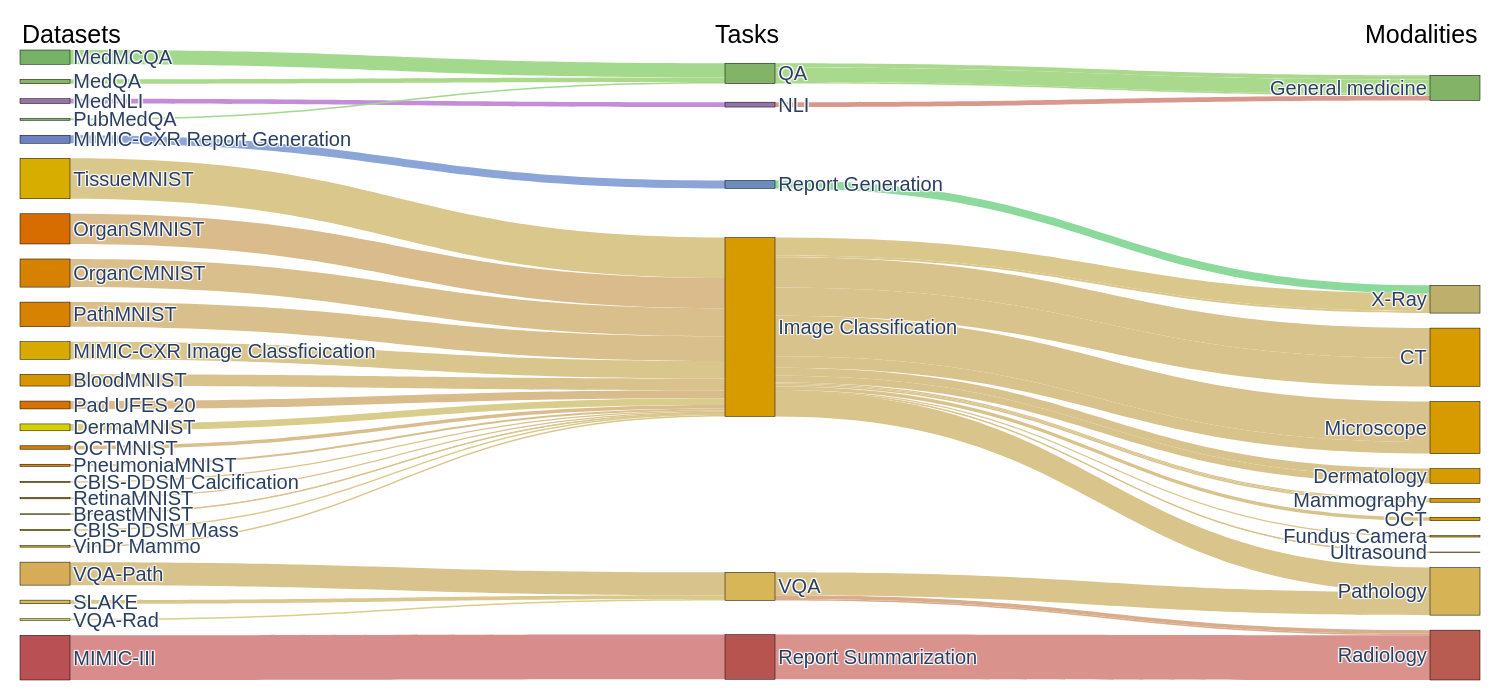 Datasets
Tasks
Modalities
MedMCQA
MedQA
MedNLI
PubMedQA
MIMIC-CXR Report Generation
TissueMNIST
OrganSMNIST
OrganCMNIST
PathMNIST
MIMIC-CXR Image Classficication
BloodMNIST
Pad UFES 20
DermaMNIST
OCTMNIST
PneumoniaMNIST
CBIS-DDSM Calcification
RetinaMNIST
BreastMNIST
CBIS-DDSM Mass
VinDr Mammo
VQA-Path
SLAKE
VQA-Rad
MIMIC-III
QA
NLI
Report Generation
Image Classification
VQA
Report Summarization
General medicine
X-Ray
CT
Microscope
Dermatology
Mammography
OCT
Fundus Camera
Ultrasound
Pathology
Radiology